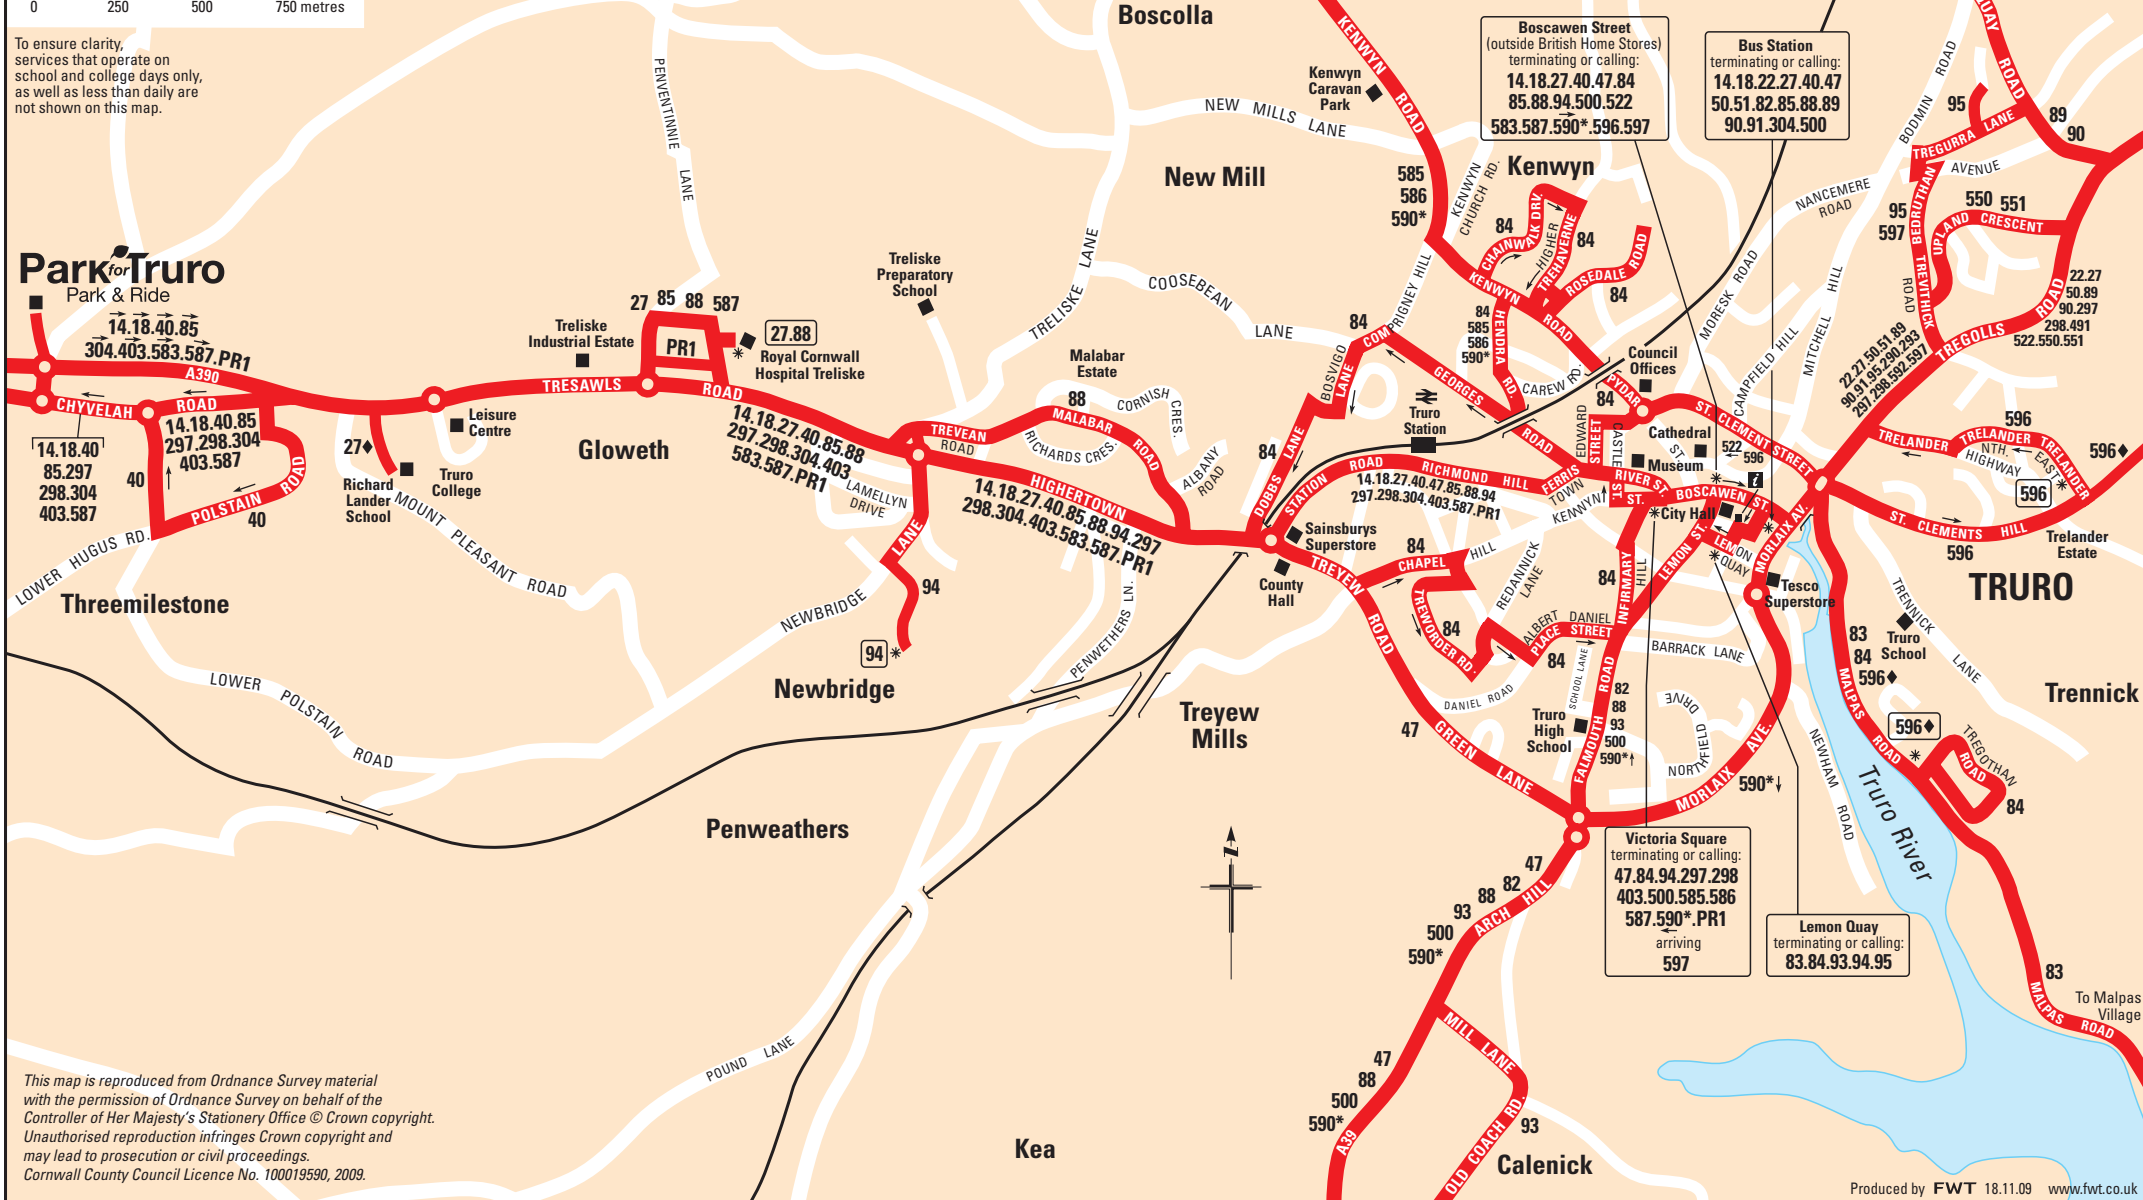 0 250 500 750 metres
To ensure clarity,
services that operate on
school and college days only,
as well as less than daily are
not shown on this map.
Park for Truro
Park & Ride
14.18.40.85
304.403.583.587.PR1
A390
CHYVELAH
ROAD
14.18.40.85
297.298.304
403.587
14.18.40
85.297
298.304
403.587
40
POLSTAIN
ROAD
40
LOWER HUGUS RD.
Threemilestone
27♦
Richard
Lander
School
Truro
College
Leisure
Centre
MOUNT PLEASANT ROAD
LOWER POLSTAIN ROAD
Gloweth
Treliske
Industrial Estate
PENVENTINNIE
LANE
27 85 88 587
PR1
27.88
Royal Cornwall
Hospital Treliske
TRESAWLS
ROAD
14.18.27.40.85.88
297.298.304.403
583.587.PR1
LAMELLYN
DRIVE
Treliske
Preparatory
School
TRELISKE LANE
TREVEAN
ROAD
88
MALABAR
ROAD
Malabar
Estate
CORNISH
CRES.
RICHARDS CRES.
ALBANY
ROAD
HIGHERTOWN
14.18.27.40.85.88.94.297
298.304.403.583.587.PR1
LANE
94
94
NEWBRIDGE
Newbridge
PENWETHERS LN.
Penweathers
POUND LANE
Treyew
Mills
Kea
Boscolla
New Mill
NEW MILLS LANE
COOSEBEAN
LANE
Kenwyn
Caravan
Park
KENWYN
ROAD
585
586
590*
KENWYN
CHURCH RD.
PRIGNEY HILL
Kenwyn
84
CHAINWALK DRV.
HIGHER
TREHAVERNE
84
ROSEDALE ROAD
84
KENWYN
ROAD
84
585
586
590*
HENDRA
RD.
CAREW RD.
84
COMPRIGNEY HILL
BOSVIGO
LANE
GEORGES
ROAD
84
DOBBS LANE
Truro
Station
STATION
ROAD
RICHMOND HILL
14.18.27.40.47.85.88.94
297.298.304.403.587.PR1
FERRIS
TOWN
KENWYN
ST.
EDWARD
STREET
84
CASTLE
ST.
PYDAR
Council
Offices
Cathedral
ST.
Museum
RIVER ST.
BOSCAWEN ST.
City Hall
522
596
i
ST. CLEMENT STREET
LEMON ST.
LEMON
QUAY
MORLAIX AV.
Tesco
Superstore
Sainsburys
Superstore
County
Hall
TREYEW
ROAD
84
CHAPEL
HILL
TREWORDER RD.
84
REDANNICK
LANE
ALBERT
PLACE
DANIEL
STREET
84
DANIEL ROAD
84
INFIRMARY
HILL
SCHOOL LANE
BARRACK LANE
FALMOUTH
ROAD
82
88
93
500
590*
Truro
High
School
47
GREEN
LANE
NORTHFIELD
DRIVE
MORLAIX
AVE.
590*
NEWHAM
ROAD
Truro River
Boscawen Street
(outside British Home Stores)
terminating or calling:
14.18.27.40.47.84
85.88.94.500.522
583.587.590*.596.597
Bus Station
terminating or calling:
14.18.22.27.40.47
50.51.82.85.88.89
90.91.304.500
Victoria Square
terminating or calling:
47.84.94.297.298
403.500.585.586
587.590*.PR1
arriving
597
Lemon Quay
terminating or calling:
83.84.93.94.95
47
82
88
93
500
590*
ARCH HILL
MILL LANE
OLD COACH RD.
93
Calenick
47
88
500
590*
A39
BODMIN ROAD
QUAY
ROAD
95
TREGURRA LANE
89
90
AVENUE
NANCEMERE
ROAD
MORESK ROAD
CAMPFIELD HILL
MITCHELL
HILL
95
597
BEDRUTHAN
TREVITHICK
ROAD
550 551
UPLAND CRESCENT
TREGOLLS
ROAD
22.27
50.89
90.297
298.491
522.550.551
22.27.50.51.89
90.91.95.290.293
297.298.592.597
TRELANDER
596
TRELANDER
NTH.
HIGHWAY
TRELANDER
EAST
596
596♦
ST. CLEMENTS HILL
596
Trelander
Estate
TRURO
TRENNICK
LANE
Truro
School
Trennick
83
84
596♦
MALPAS
ROAD
596♦
TREGOTHAN
ROAD
84
83
MALPAS
ROAD
To Malpas
Village
This map is reproduced from Ordnance Survey material
with the permission of Ordnance Survey on behalf of the
Controller of Her Majesty's Stationery Office © Crown copyright.
Unauthorised reproduction infringes Crown copyright and
may lead to prosecution or civil proceedings.
Cornwall County Council Licence No. 100019590, 2009.
Produced by FWT 18.11.09 www.fwt.co.uk